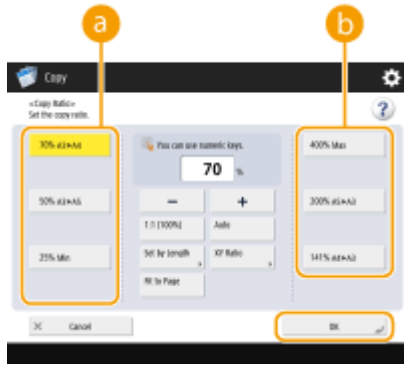 a
b
Copy
<Copy Ratio>
Set the copy ratio.
?
70% A3▶A4
You can use numeric keys.
400% Max
70 %
50% A3▶A5
- +
200% A5▶A3
1:1 (100%)
Auto
25% Min
Set by Length
XY Ratio
141% A4▶A3
Fit to Page
× Cancel
OK